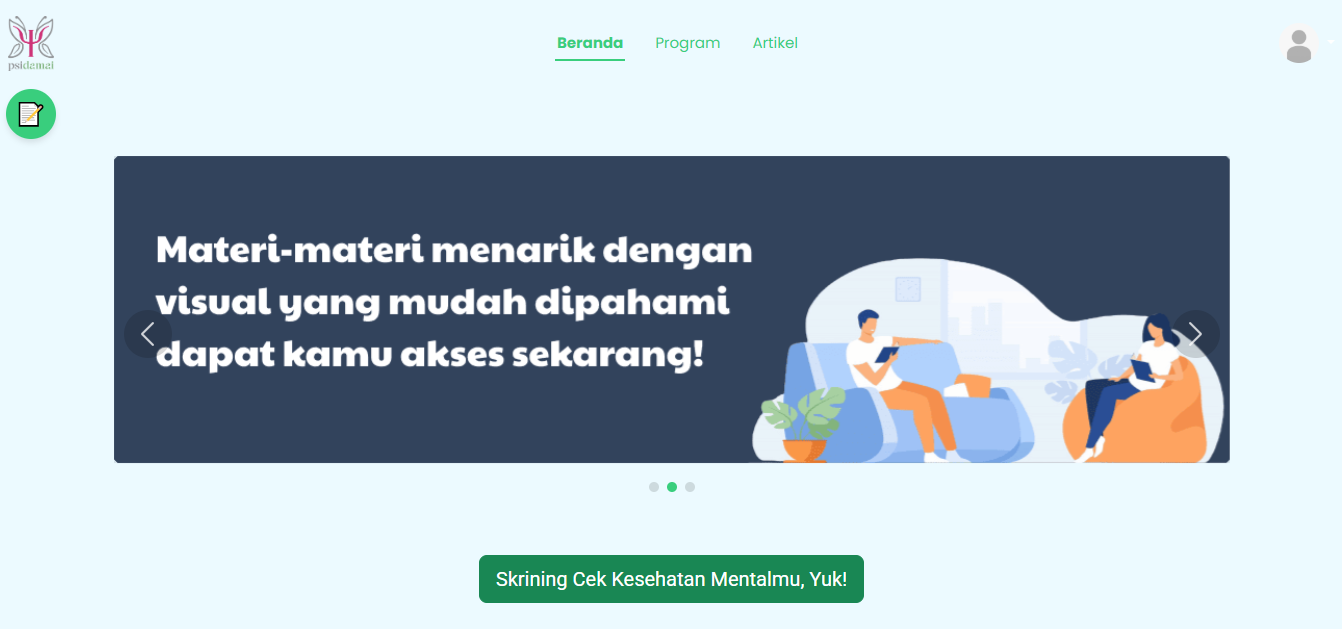 psidamai
Beranda
Program
Artikel
Materi-materi menarik dengan
visual yang mudah dipahami
dapat kamu akses sekarang!
Skrining Cek Kesehatan Mentalmu, Yuk!